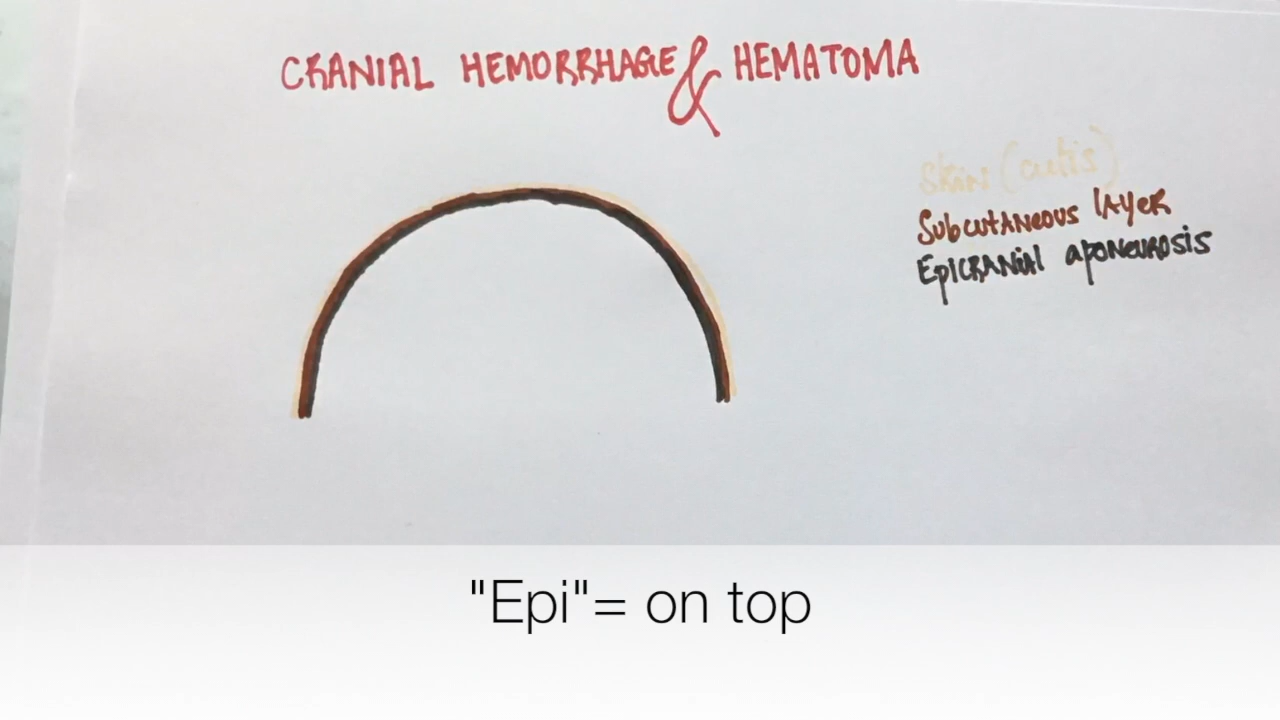 CRANIAL HEMORRHAGE & HEMATOMA
Skin (cutis)
Subcutaneous layer
Epicranial aponeurosis
"Epi"= on top